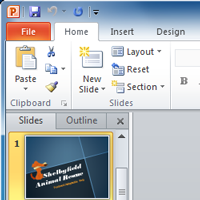 P
File Home Insert Design
Paste
New
Slide
Layout
Reset
Section
B
Clipboard
Slides
Slides Outline
1
Shelbyfield
Animal Rescue